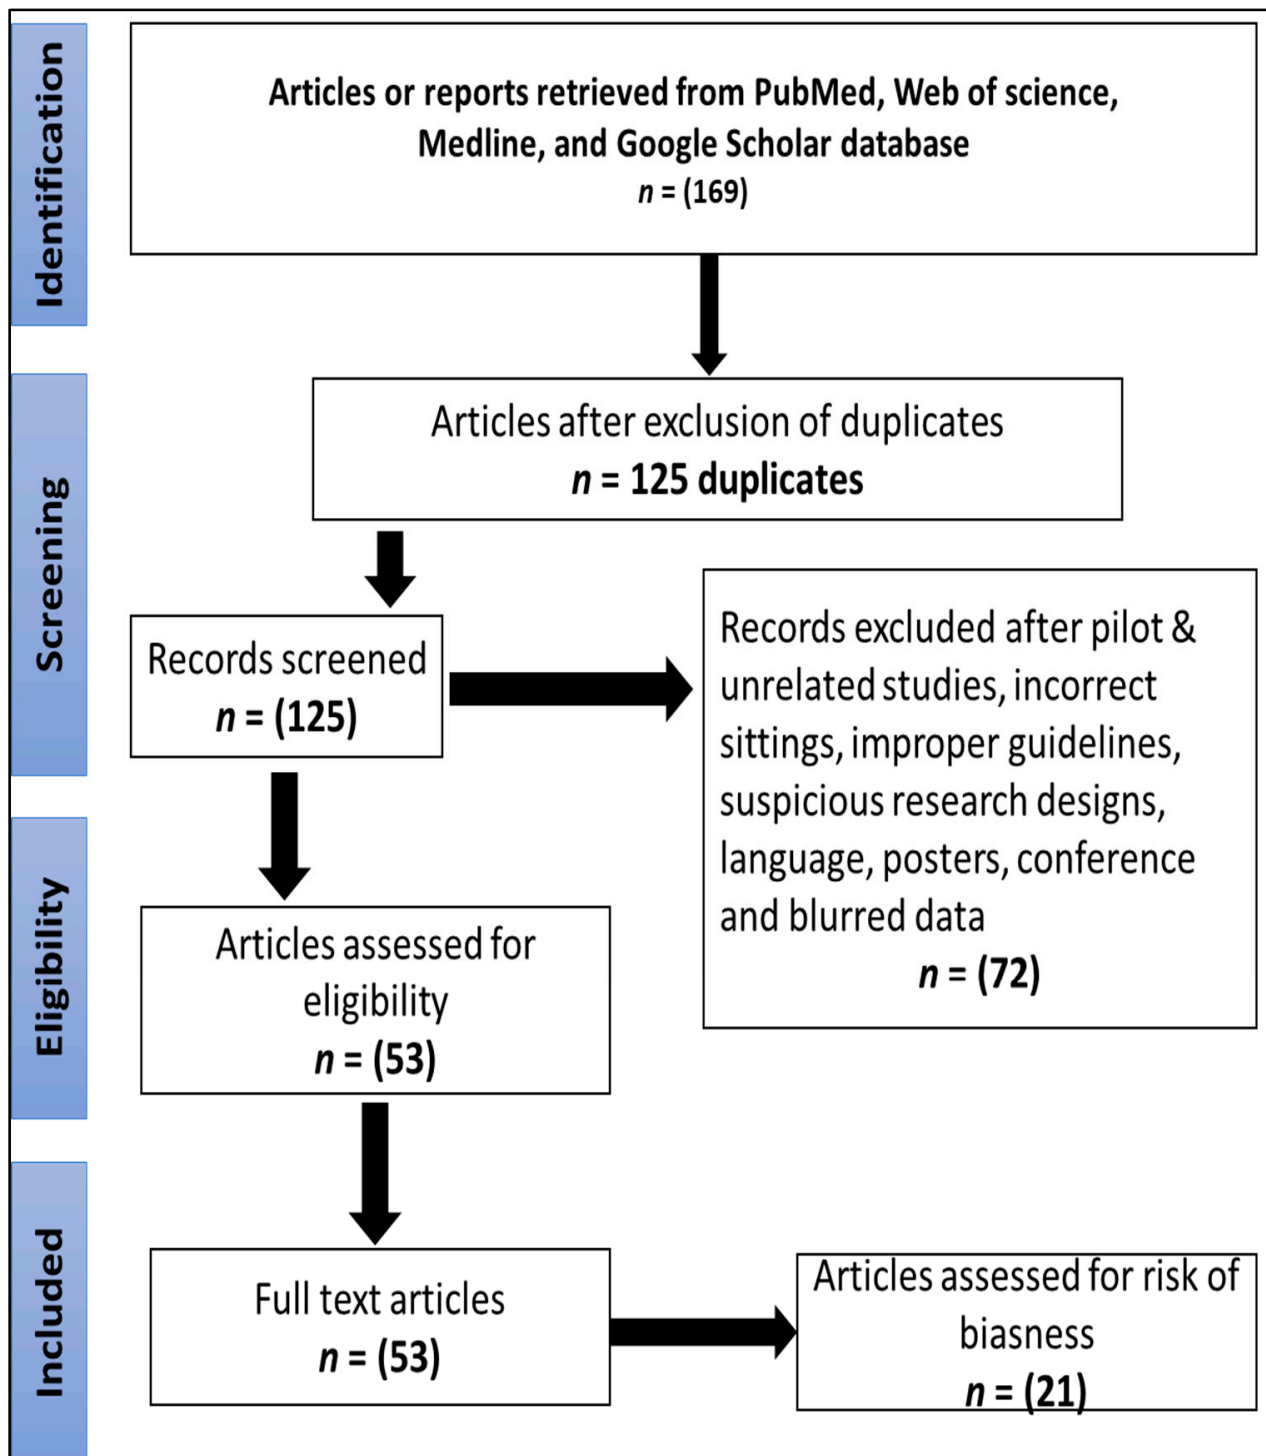 Identification
Articles or reports retrieved from PubMed, Web of science,
Medline, and Google Scholar database
n = (169)
Screening
Articles after exclusion of duplicates
n = 125 duplicates
Records screened
n = (125)
Records excluded after pilot &
unrelated studies, incorrect
sittings, improper guidelines,
suspicious research designs,
language, posters, conference
and blurred data
n = (72)
Eligibility
Articles assessed for
eligibility
n = (53)
Included
Full text articles
n = (53)
Articles assessed for risk of
biasness
n = (21)